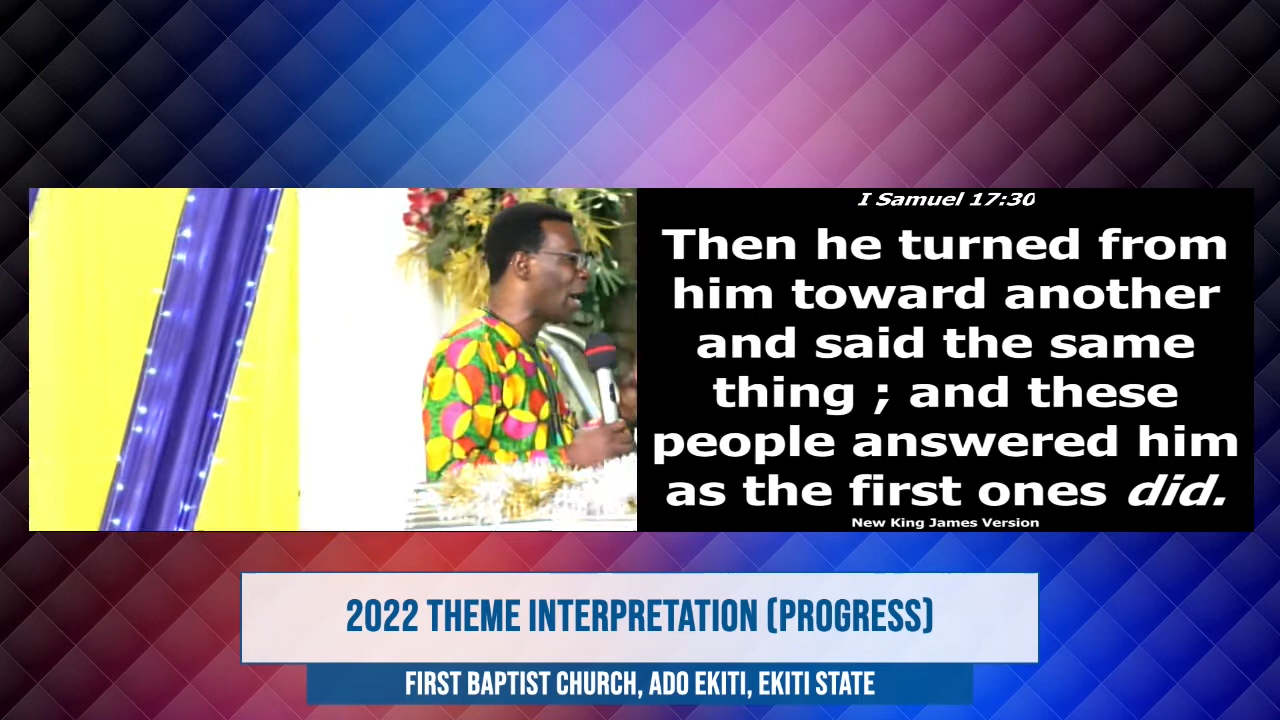 I Samuel 17:30
Then he turned from
him toward another
and said the same
thing ; and these
people answered him
as the first ones did.
New King James Version
2022 THEME INTERPRETATION (PROGRESS)
FIRST BAPTIST CHURCH, ADO EKITI, EKITI STATE